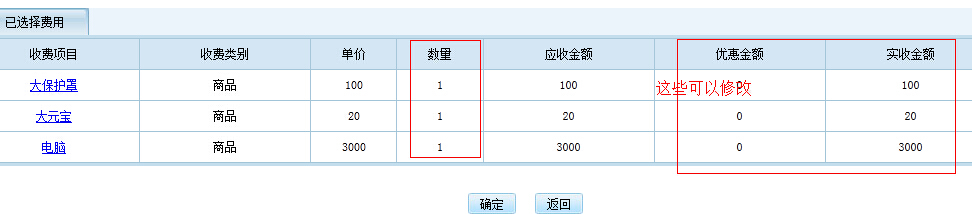 已选择费用
收费项目 收费类别 单价 数量 应收金额 优惠金额 实收金额
大保护罩 商品 100 1 100 这些可以修改 100
大元宝 商品 20 1 20 0 20
电脑 商品 3000 1 3000 0 3000
确定 返回